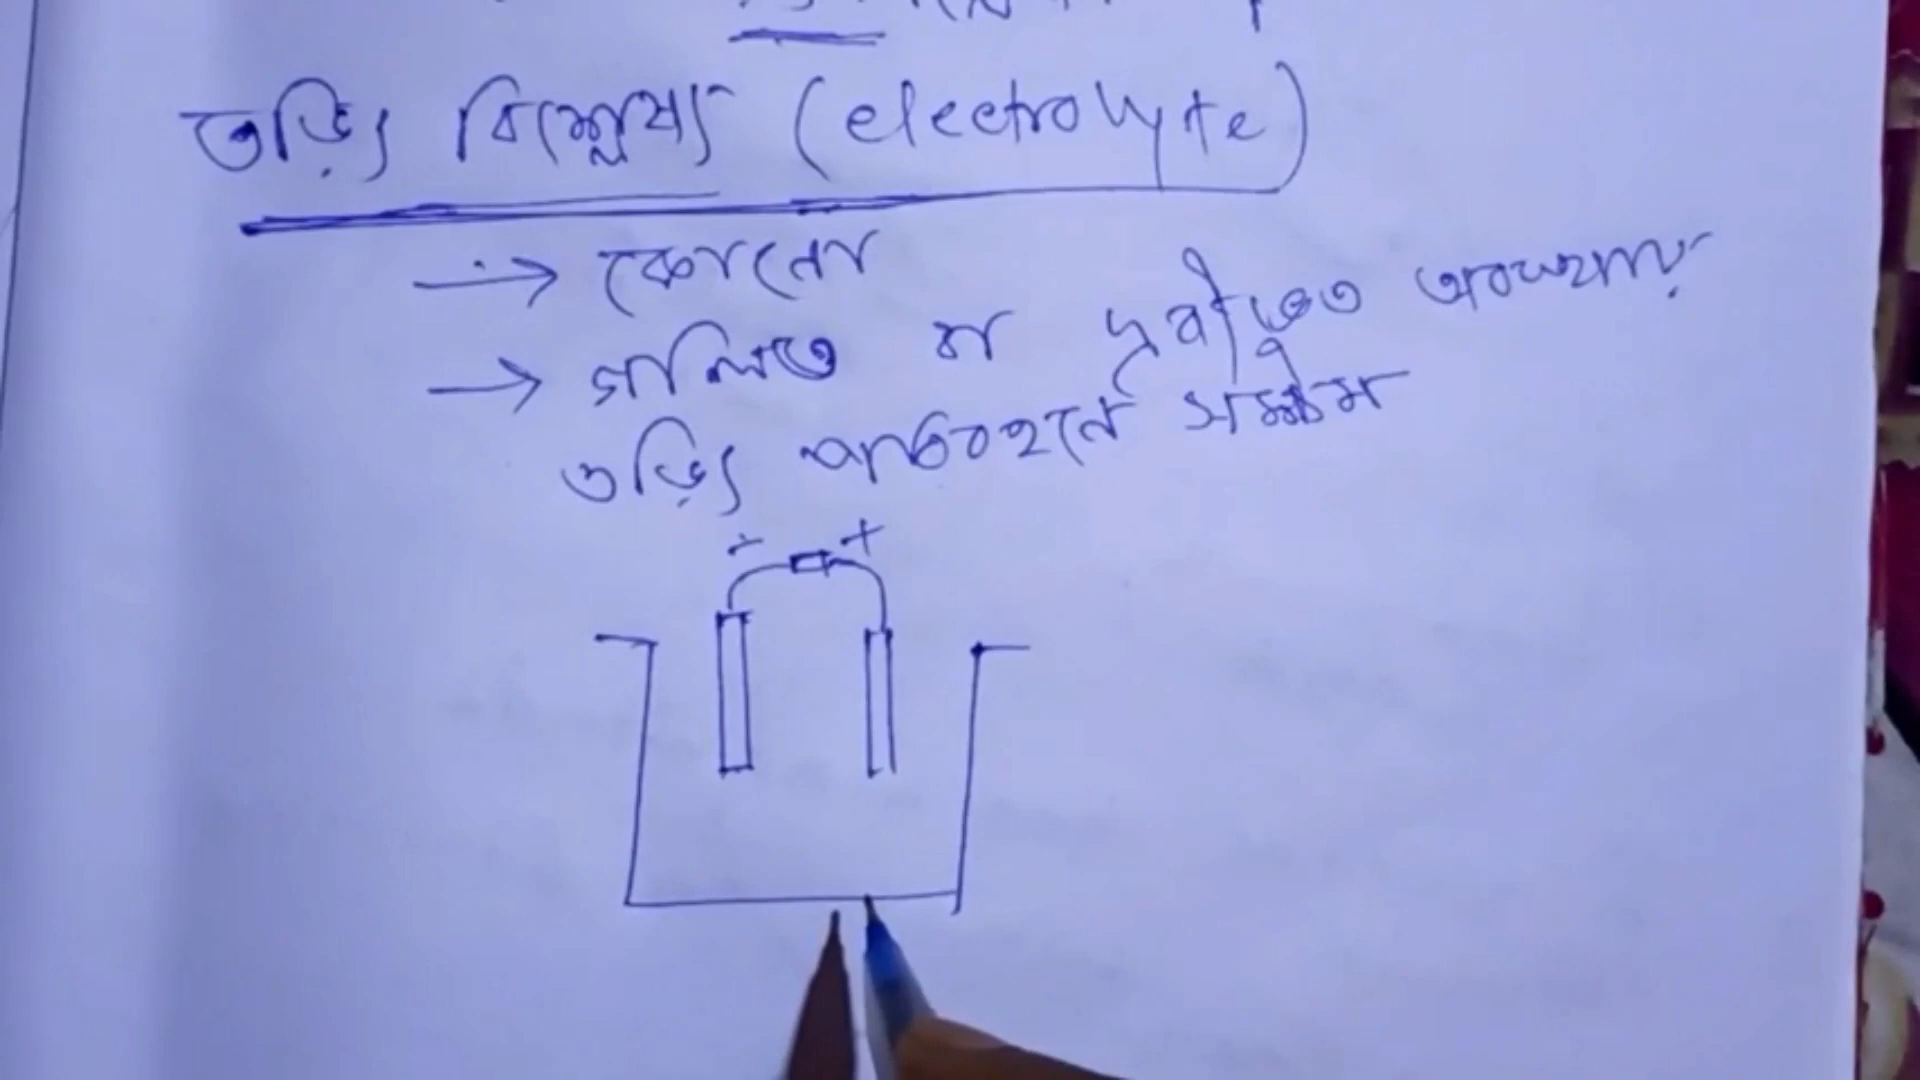 তড়িৎ বিশ্লেষ্য (electrolyte)
→ কোনো
→ গলিত বা দ্রবীভূত অবস্থায়
তড়িৎ পরিবহনে সক্ষম
- +